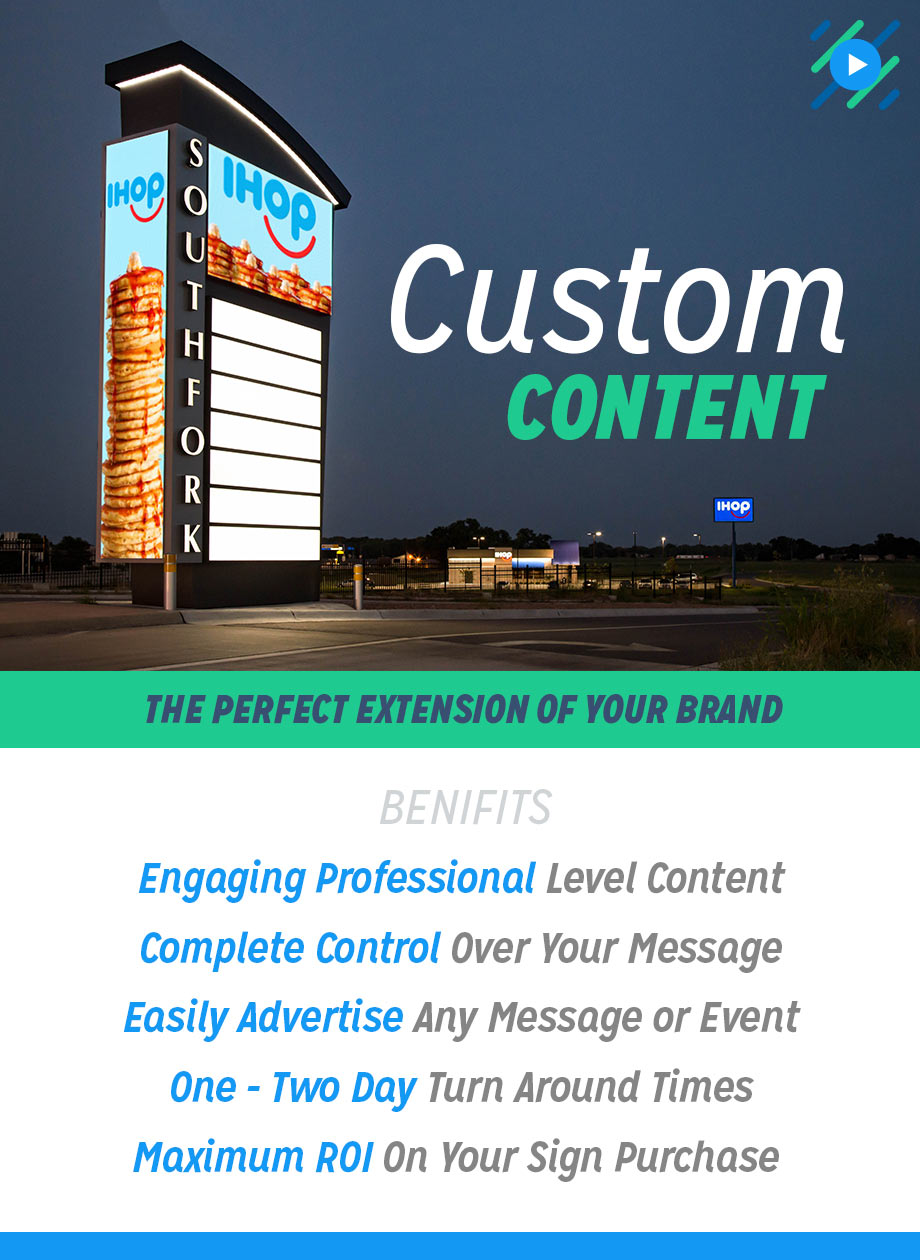 IHOP
SOUTHFORK
IHOP
Custom
CONTENT
IHOP
IHOP
THE PERFECT EXTENSION OF YOUR BRAND
BENIFITS
Engaging Professional Level Content
Complete Control Over Your Message
Easily Advertise Any Message or Event
One - Two Day Turn Around Times
Maximum ROI On Your Sign Purchase